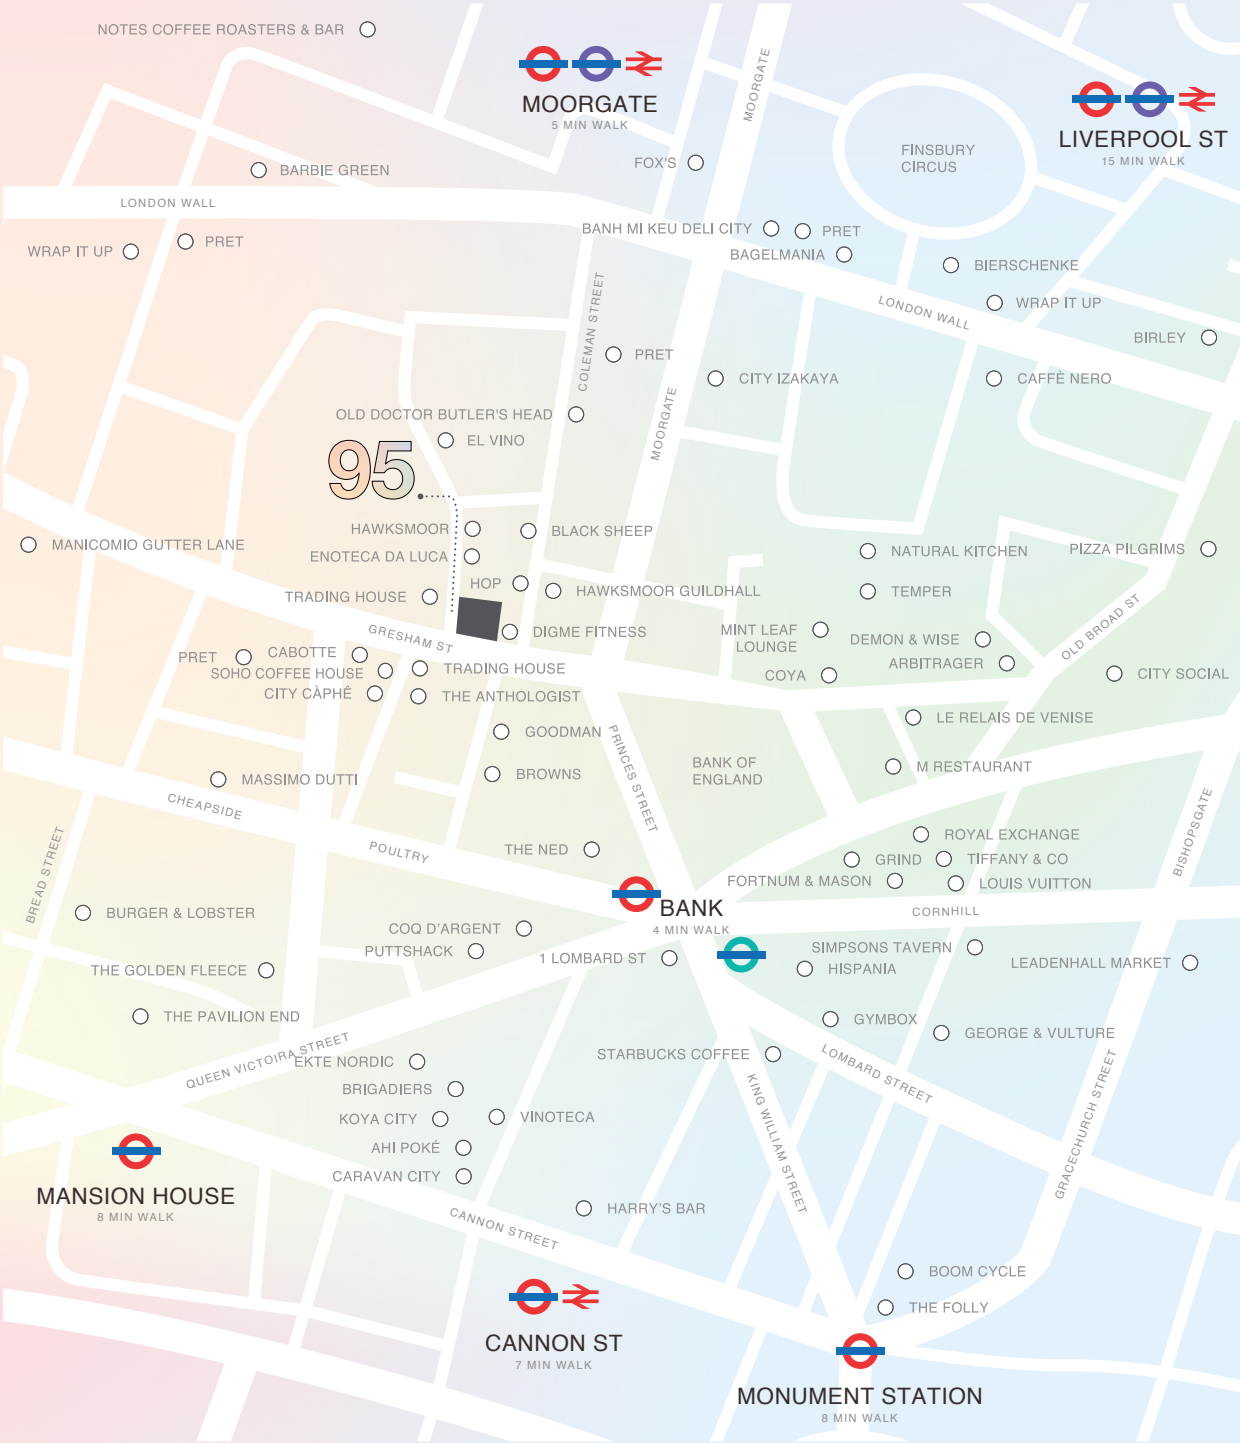 NOTES COFFEE ROASTERS & BAR
MOORGATE
5 MIN WALK
MOORGATE
LIVERPOOL ST
15 MIN WALK
FINSBURY
CIRCUS
FOX'S
BARBIE GREEN
LONDON WALL
WRAP IT UP
PRET
BANH MI KEU DELI CITY
PRET
BAGELMANIA
BIERSCHENKE
WRAP IT UP
LONDON WALL
BIRLEY
COLEMAN STREET
PRET
CITY IZAKAYA
CAFFÈ NERO
MOORGATE
OLD DOCTOR BUTLER'S HEAD
EL VINO
95
HAWKSMOOR
BLACK SHEEP
MANICOMIO GUTTER LANE
ENOTECA DA LUCA
NATURAL KITCHEN
PIZZA PILGRIMS
HOP
HAWKSMOOR GUILDHALL
TEMPER
TRADING HOUSE
GRESHAM ST
DIGME FITNESS
MINT LEAF
LOUNGE
DEMON & WISE
OLD BROAD ST
PRET
CABOTTE
SOHO COFFEE HOUSE
CITY CÀPHÊ
TRADING HOUSE
THE ANTHOLOGIST
COYA
ARBITRAGER
CITY SOCIAL
LE RELAIS DE VENISE
GOODMAN
PRINCES STREET
BANK OF
ENGLAND
M RESTAURANT
MASSIMO DUTTI
BROWNS
CHEAPSIDE
BISHOPSGATE
POULTRY
THE NED
ROYAL EXCHANGE
GRIND
TIFFANY & CO
FORTNUM & MASON
LOUIS VUITTON
BREAD STREET
BURGER & LOBSTER
BANK
4 MIN WALK
CORNHILL
COQ D'ARGENT
PUTTSHACK
1 LOMBARD ST
SIMPSONS TAVERN
HISPANIA
LEADENHALL MARKET
THE GOLDEN FLEECE
THE PAVILION END
GYMBOX
GEORGE & VULTURE
QUEEN VICTOIRA STREET
EKTE NORDIC
STARBUCKS COFFEE
LOMBARD STREET
BRIGADIERS
KOYA CITY
VINOTECA
KING WILLIAM STREET
GRACECHURCH STREET
AHI POKÉ
CARAVAN CITY
MANSION HOUSE
8 MIN WALK
HARRY'S BAR
CANNON STREET
BOOM CYCLE
THE FOLLY
CANNON ST
7 MIN WALK
MONUMENT STATION
8 MIN WALK